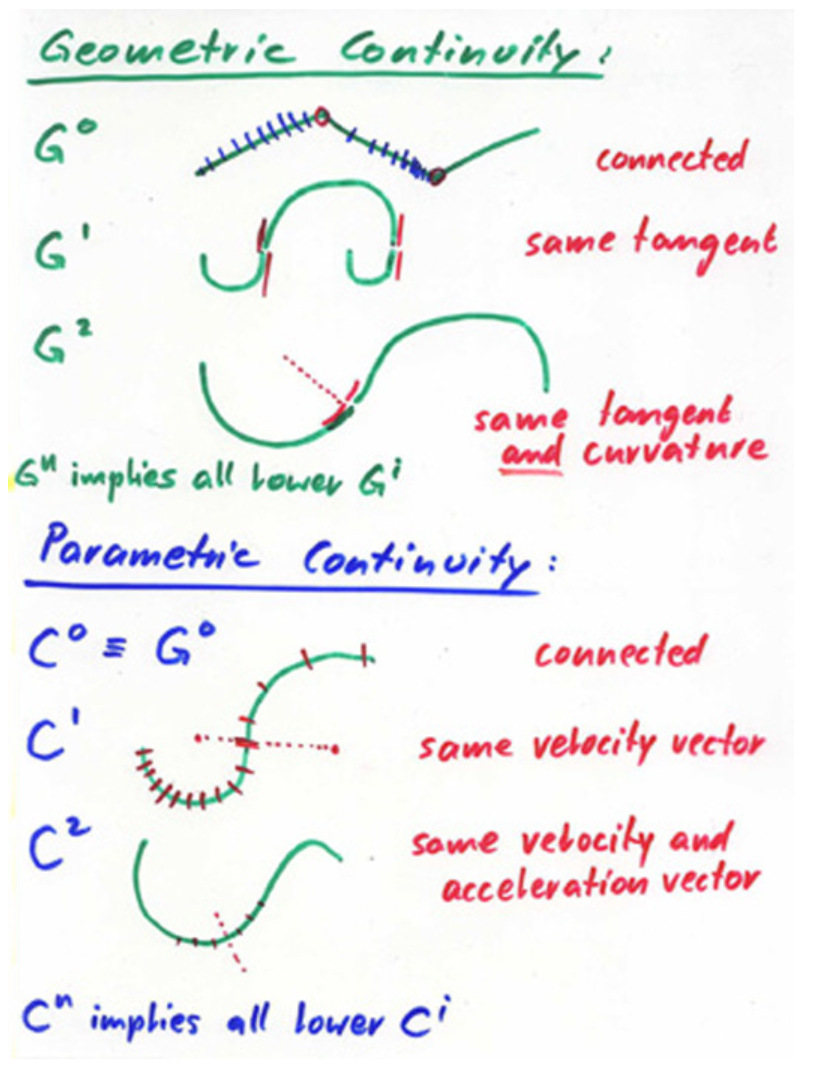 Geometric Continuity:
G⁰ connected
G¹ same tangent
G²
same tangent
and curvature
Gⁿ implies all lower Gⁱ
Parametric Continuity:
C⁰ ≡ G⁰ connected
C¹ same velocity vector
C² same velocity and
acceleration vector
Cⁿ implies all lower Cⁱ